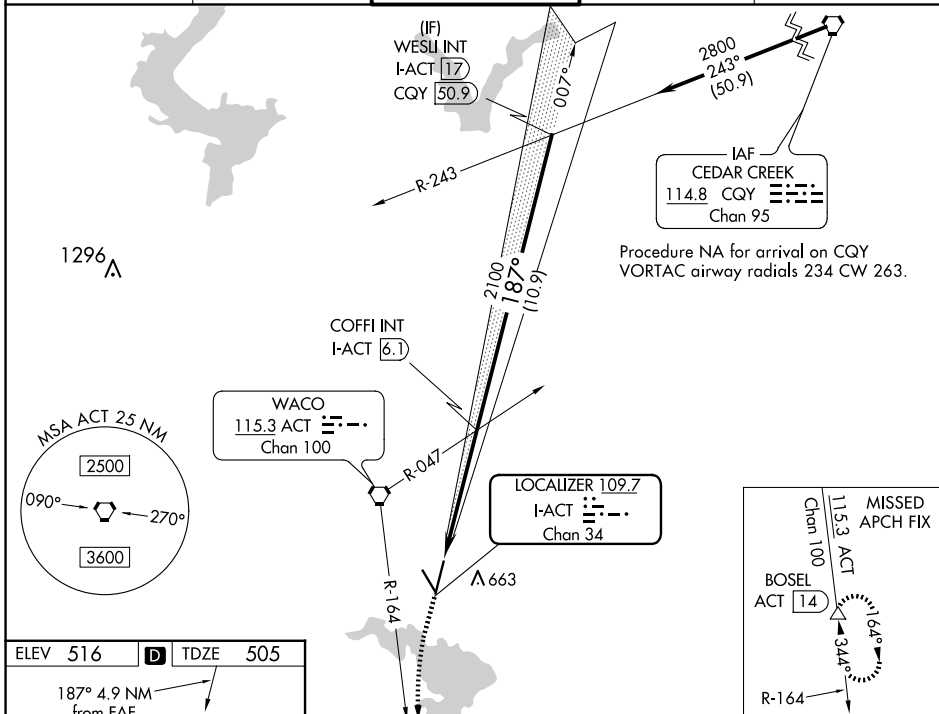 (IF)
WESLI INT
I-ACT 17
CQY 50.9
007°
2800
243°
(50.9)
R-243
IAF
CEDAR CREEK
114.8 CQY
Chan 95
Procedure NA for arrival on CQY
VORTAC airway radials 234 CW 263.
1296
2100
187°
(10.9)
COFFI INT
I-ACT 6.1
WACO
115.3 ACT
Chan 100
R-047
MSA ACT 25 NM
2500
090°
270°
3600
LOCALIZER 109.7
I-ACT
Chan 34
663
R-164
MISSED
APCH FIX
115.3 ACT
Chan 100
BOSEL
ACT 14
164°
344°
R-164
ELEV 516 D TDZE 505
187° 4.9 NM
from FAF